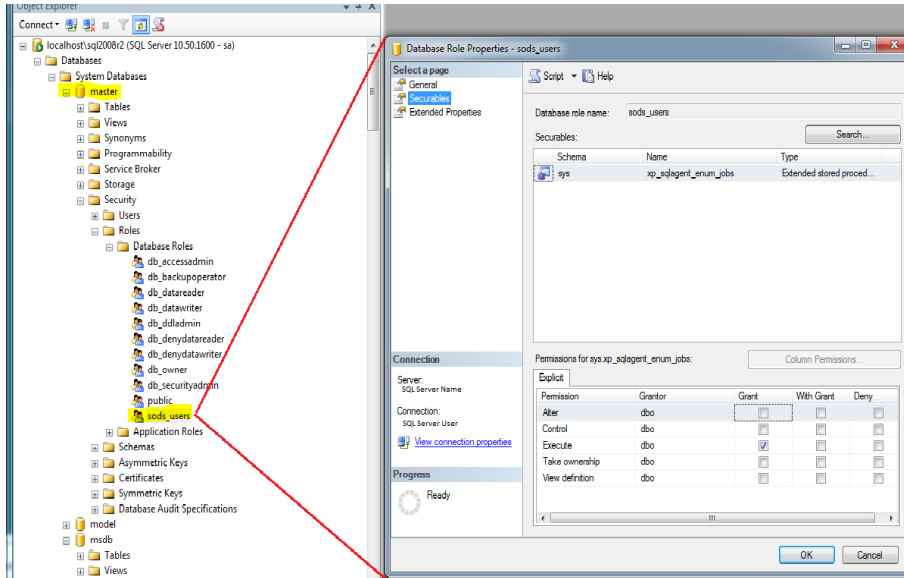 Object Explorer
Connect
localhost\sql2008r2 (SQL Server 10.50.1600 - sa)
Databases
System Databases
master
Tables
Views
Synonyms
Programmability
Service Broker
Storage
Security
Users
Roles
Database Roles
db_accessadmin
db_backupoperator
db_datareader
db_datawriter
db_ddladmin
db_denydatareader
db_denydatawriter
db_owner
db_securityadmin
public
sods_users
Application Roles
Schemas
Asymmetric Keys
Certificates
Symmetric Keys
Database Audit Specifications
model
msdb
Tables
Views
Database Role Properties - sods_users
Select a page
General
Securables
Extended Properties
Connection
Server:
SQL Server Name
Connection:
SQL Server User
View connection properties
Progress
Ready
Script Help
Database role name: sods_users
Securables: Search...
Schema Name Type
sys xp_sqlagent_enum_jobs Extended stored proced...
Permissions for sys.xp_sqlagent_enum_jobs: Column Permissions...
Explicit
Permission Grantor Grant With Grant Deny
Alter dbo
Control dbo
Execute dbo
Take ownership dbo
View definition dbo
OK Cancel